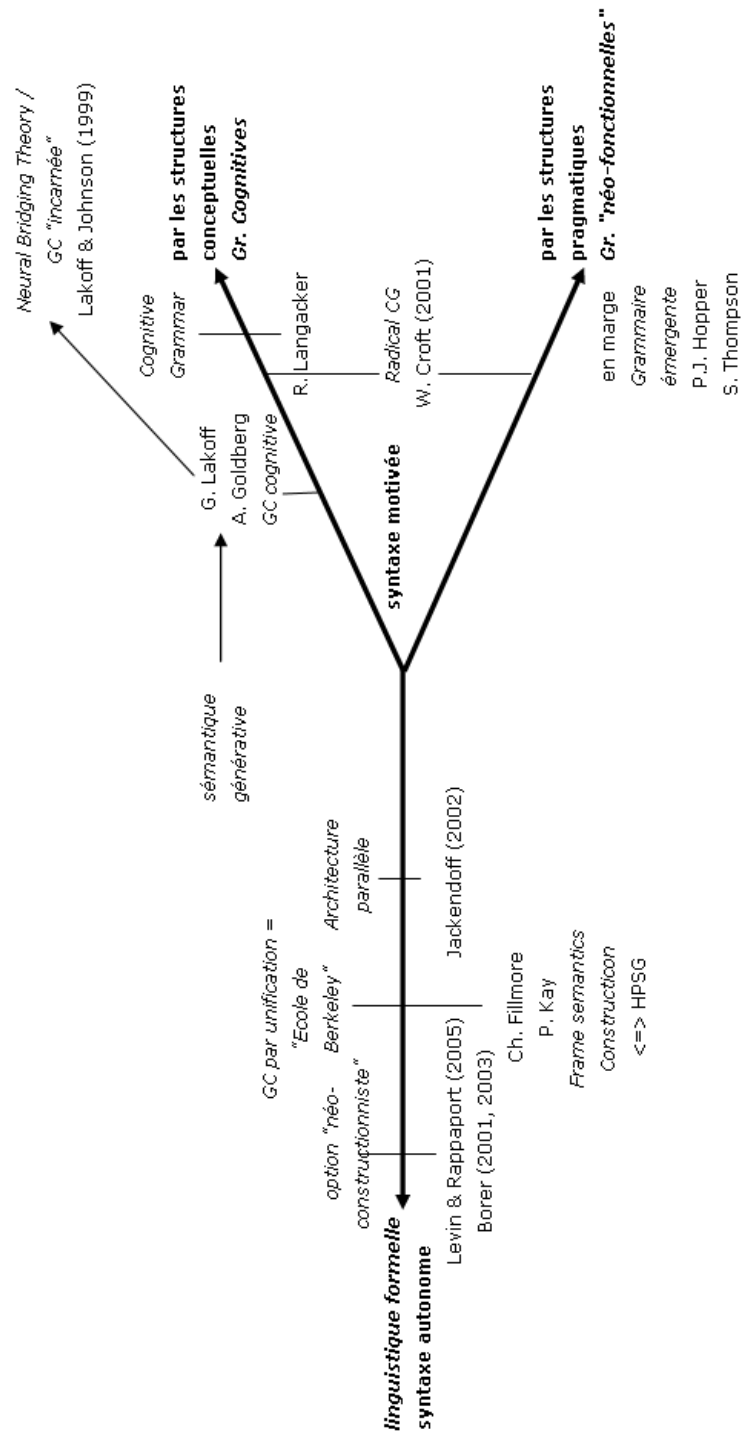 Neural Bridging Theory /
GC "incarnée"
Lakoff & Johnson (1999)
par les structures
conceptuelles
Gr. Cognitives
Cognitive
Grammar
R. Langacker
G. Lakoff
A. Goldberg
GC cognitive
sémantique
générative
Radical CG
W. Croft (2001)
syntaxe motivée
par les structures
pragmatiques
Gr. "néo-fonctionnelles"
en marge
Grammaire
émergente
P.J. Hopper
S. Thompson
Architecture
parallèle
Jackendoff (2002)
GC par unification =
"Ecole de
Berkeley"
Ch. Fillmore
P. Kay
Frame semantics
Construction
<=> HPSG
option "néo-
constructionniste"
Levin & Rappaport (2005)
Borer (2001, 2003)
linguistique formelle
syntaxe autonome